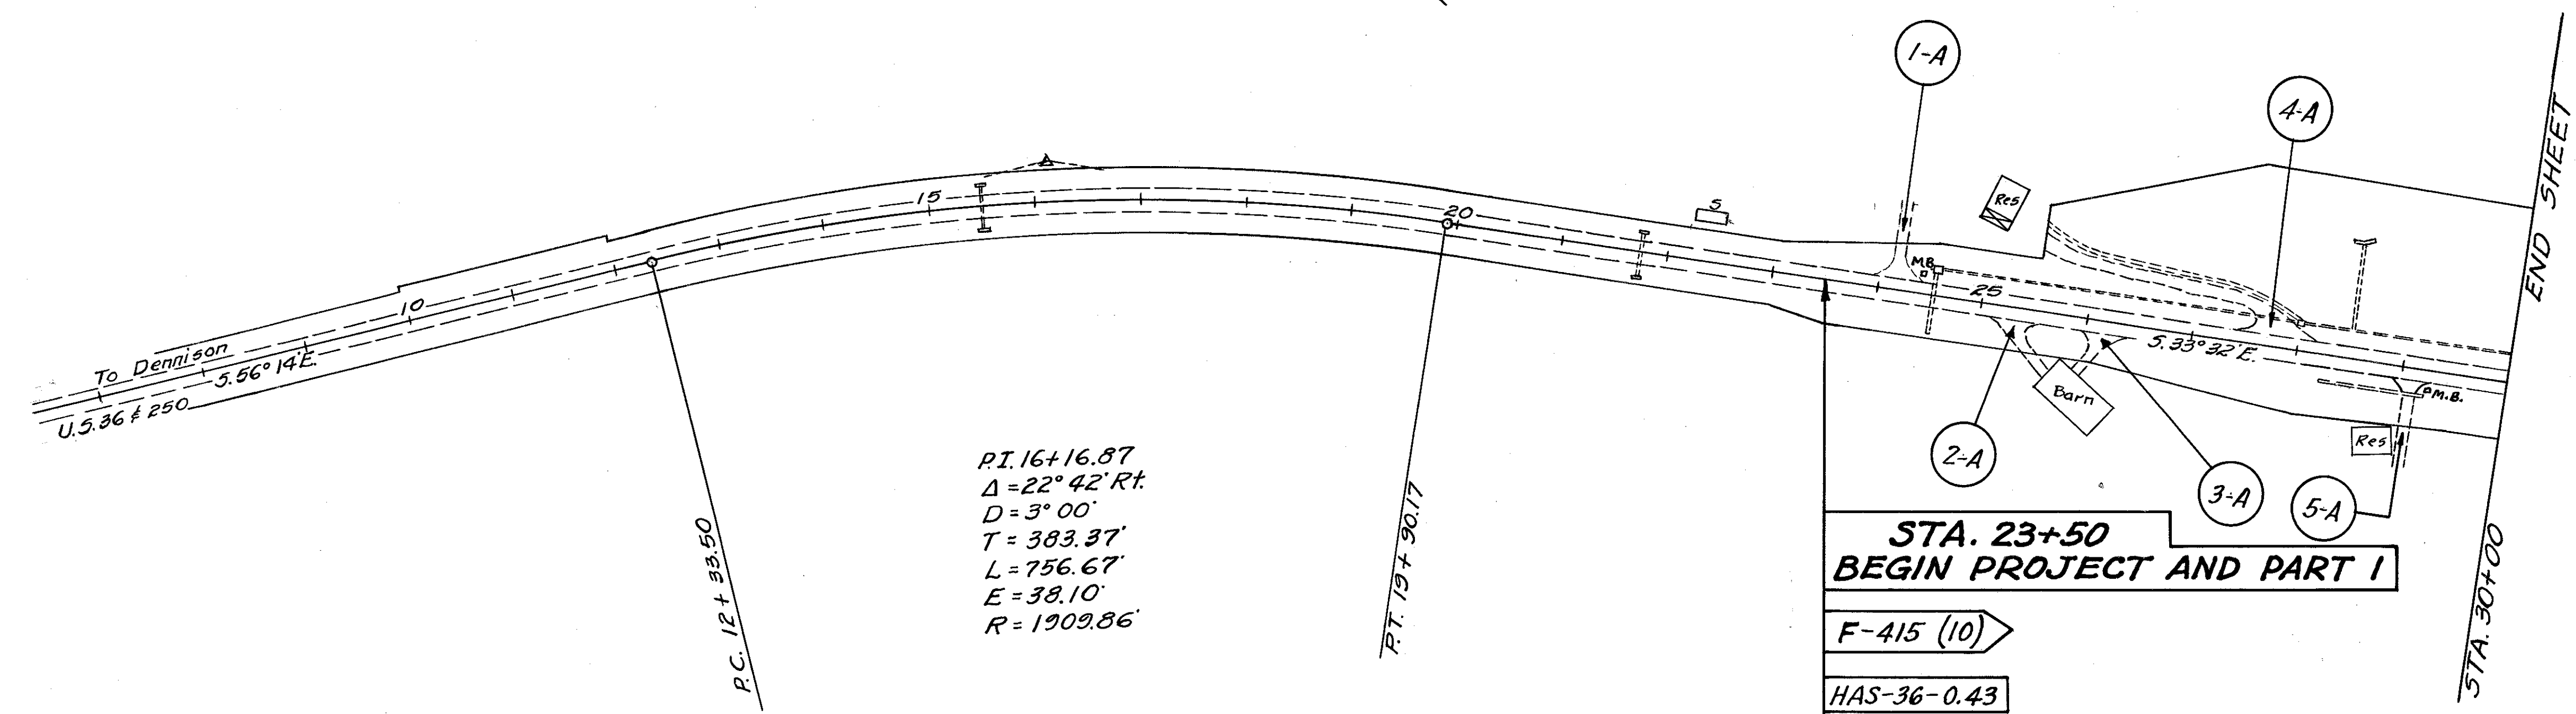 1-A
4-A
END SHEET
Res
15
S
20
M.B.
10
25
To Dennison
S.56° 14'E.
S.33° 32' E.
U.S.36 & 250
Barn
M.B.
Res
2-A
3-A
5-A
P.I. 16+16.87
Δ = 22° 42' Rt.
D = 3° 00'
T = 383.37'
L = 756.67'
E = 38.10'
R = 1909.86'
P.C. 12+33.50
P.T. 19+90.17
STA. 23+50
BEGIN PROJECT AND PART 1
F-415 (10)
HAS-36-0.43
STA. 30+00